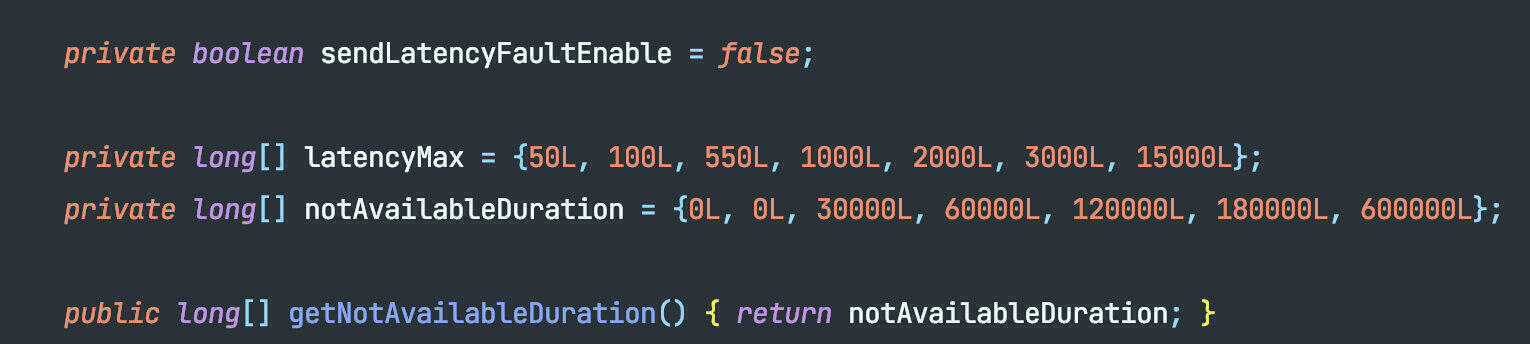 private boolean sendLatencyFaultEnable = false;
private long[] latencyMax = {50L, 100L, 550L, 1000L, 2000L, 3000L, 15000L};
private long[] notAvailableDuration = {0L, 0L, 30000L, 60000L, 120000L, 180000L, 600000L};
public long[] getNotAvailableDuration() { return notAvailableDuration; }